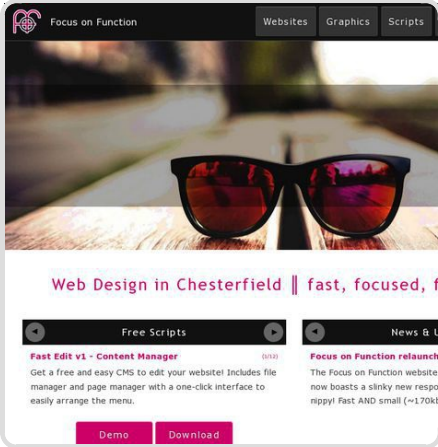 Focus on Function
Websites Graphics Scripts
Web Design in Chesterfield || fast, focused,
Free Scripts
News &
Fast Edit v1 - Content Manager (1/12)
Get a free and easy CMS to edit your website! Includes file
manager and page manager with a one-click interface to
easily arrange the menu.
Demo Download
Focus on Function relaunch
The Focus on Function website
now boasts a slinky new respo
nippy! Fast AND small (~170k